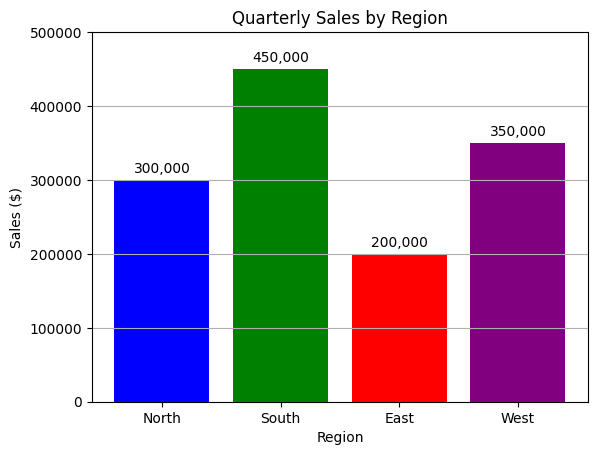 Quarterly Sales by Region
500000
400000
300000
200000
100000
0
Sales ($)
300,000
450,000
200,000
350,000
North
South
East
West
Region